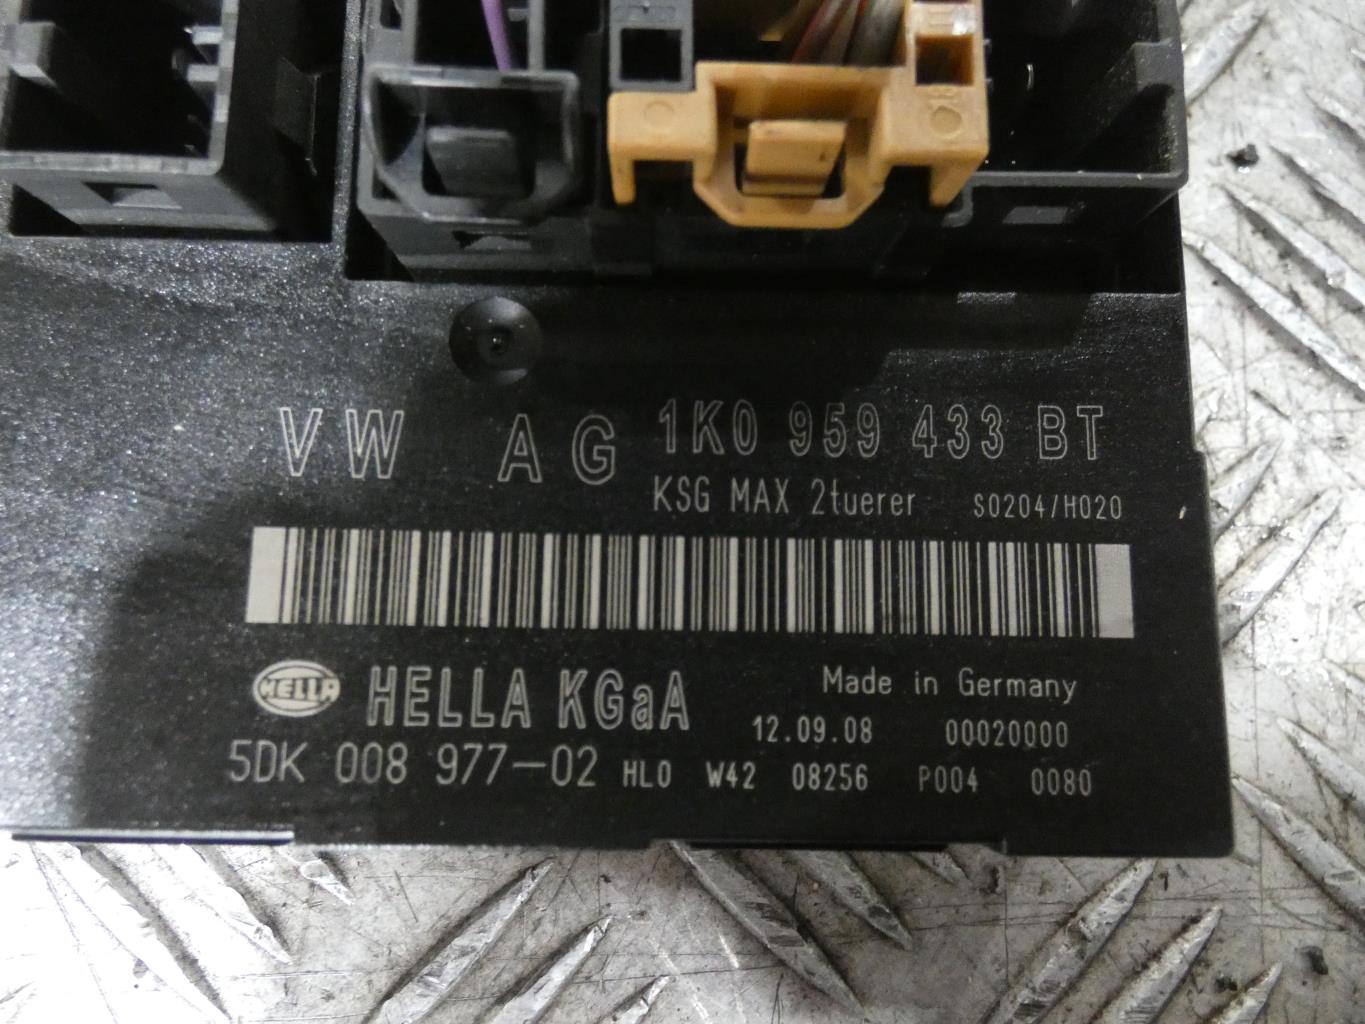 VW AG 1K0 959 433 BT
KSG MAX 2tuerer S0204/H020
HELLA HELLA KGaA Made in Germany
12.09.08 00020000
5DK 008 977-02 HLO W42 08256 P004 0080